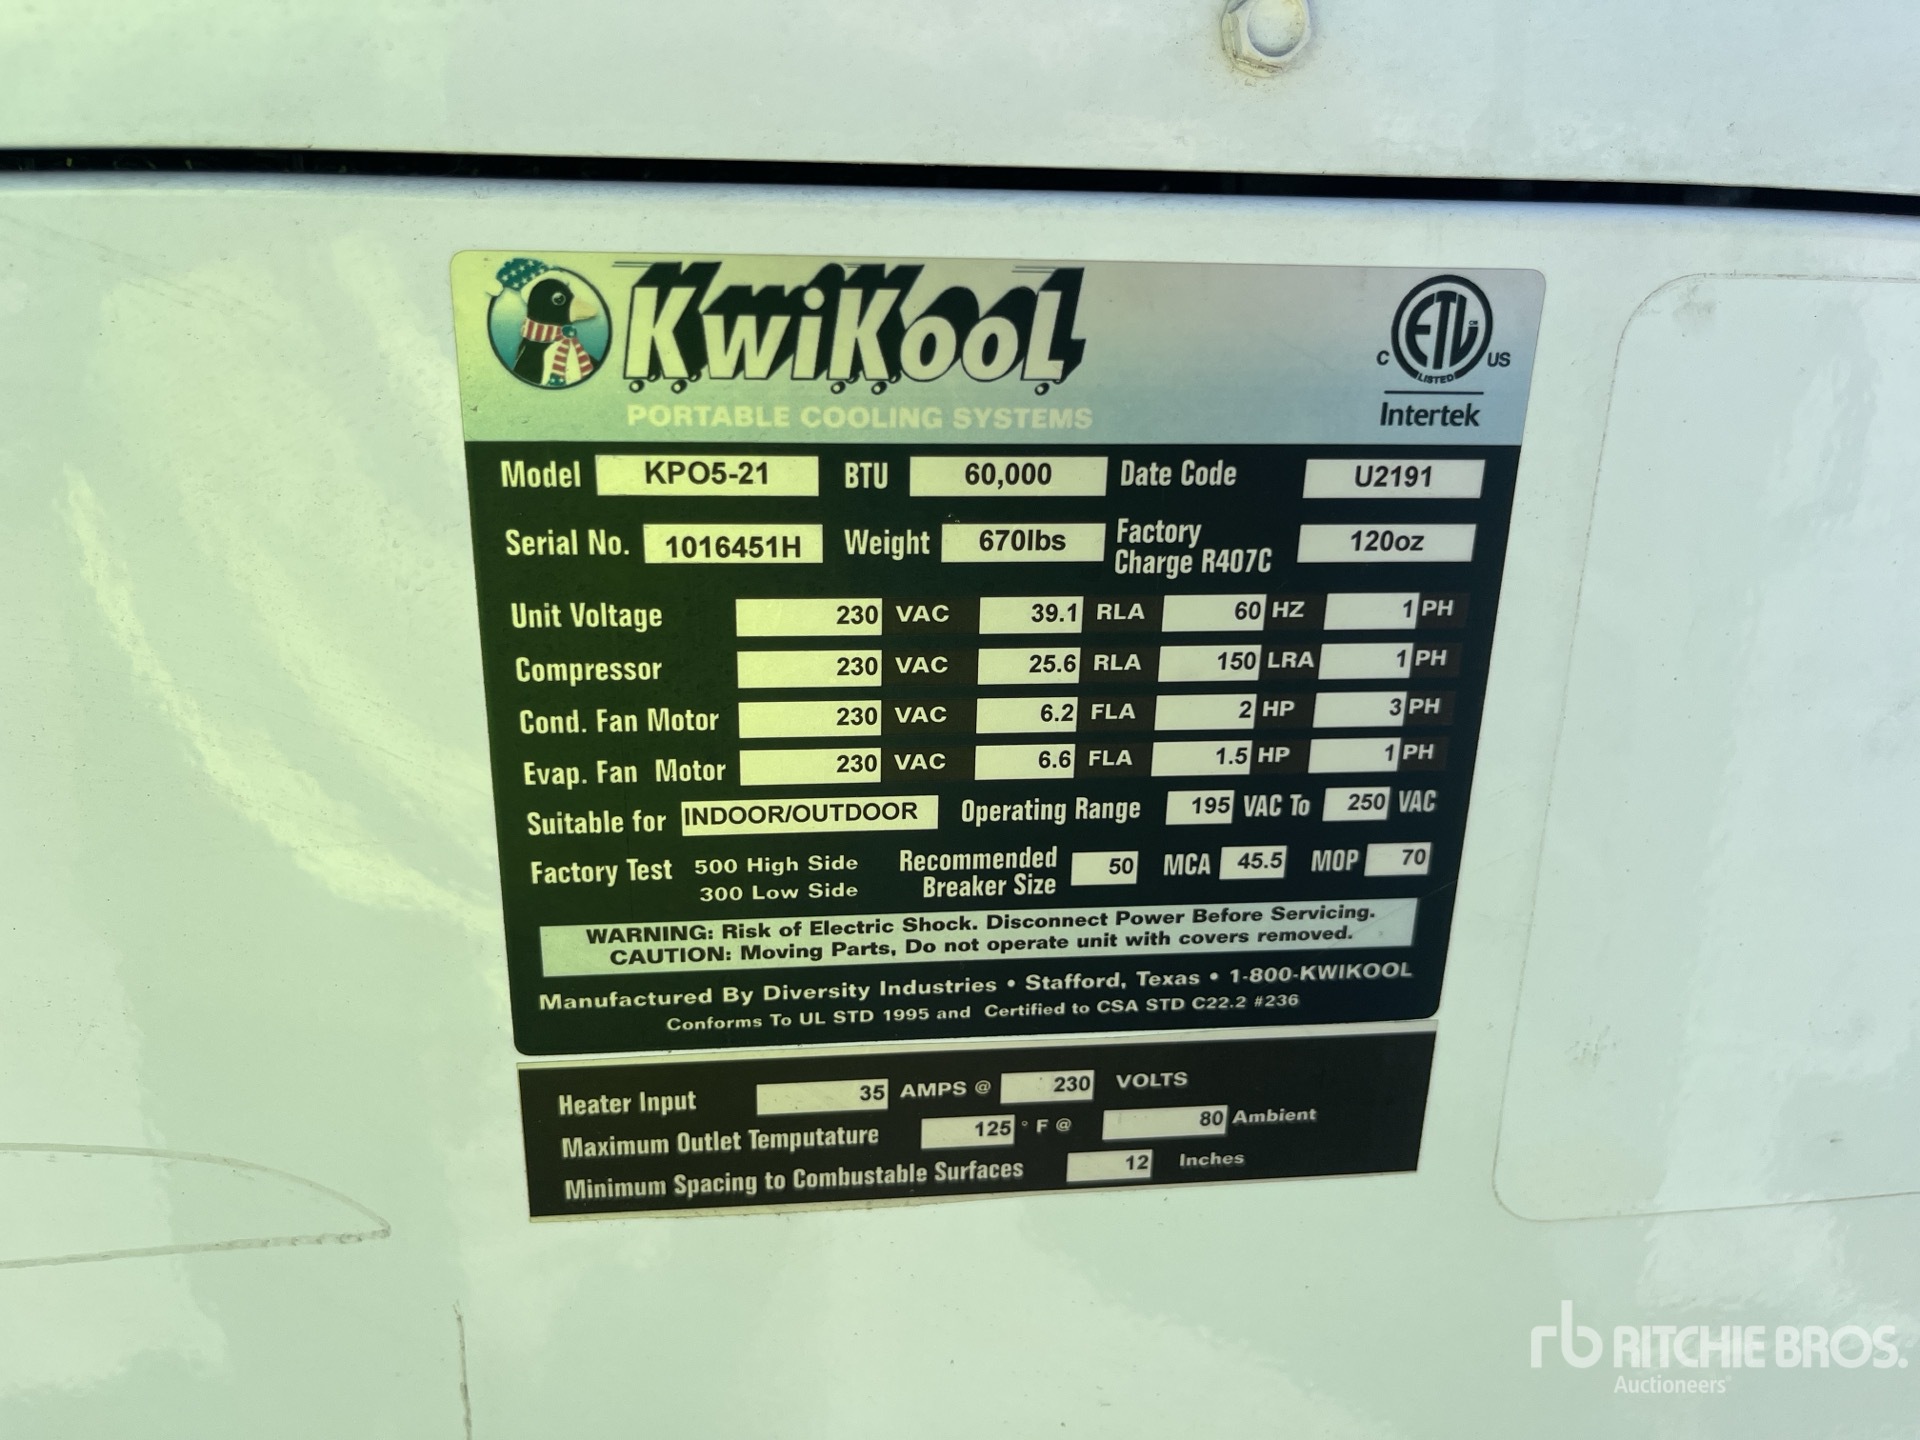 KwiKool
PORTABLE COOLING SYSTEMS
C ETL CM LISTED US
Intertek
Model KPO5-21 BTU 60,000 Date Code U2191
Serial No. 1016451H Weight 670lbs Factory Charge R407C 120oz
Unit Voltage 230 VAC 39.1 RLA 60 HZ 1 PH
Compressor 230 VAC 25.6 RLA 150 LRA 1 PH
Cond. Fan Motor 230 VAC 6.2 FLA 2 HP 3 PH
Evap. Fan Motor 230 VAC 6.6 FLA 1.5 HP 1 PH
Suitable for INDOOR/OUTDOOR Operating Range 195 VAC To 250 VAC
Factory Test 500 High Side 300 Low Side Recommended Breaker Size 50 MCA 45.5 MOP 70
WARNING: Risk of Electric Shock. Disconnect Power Before Servicing.
CAUTION: Moving Parts, Do not operate unit with covers removed.
Manufactured By Diversity Industries • Stafford, Texas • 1-800-KWIKOOL
Conforms To UL STD 1995 and Certified to CSA STD C22.2 #236
Heater Input 35 AMPS @ 230 VOLTS
Maximum Outlet Temputature 125 ° F @ 80 Ambient
Minimum Spacing to Combustable Surfaces 12 Inches
rb RITCHIE BROS.
Auctioneers